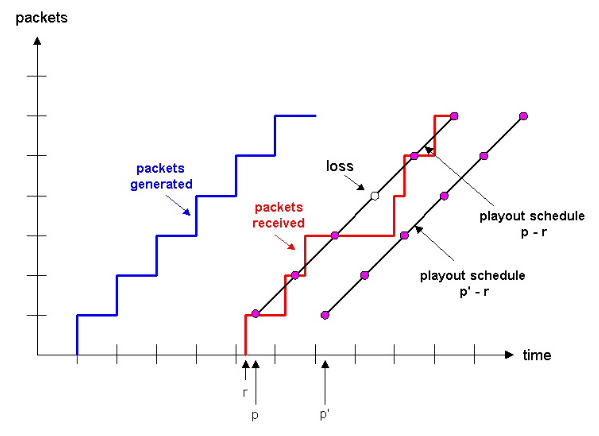 packets
packets
generated
loss
packets
received
playout schedule
p - r
playout schedule
p' - r
time
r
p
p'